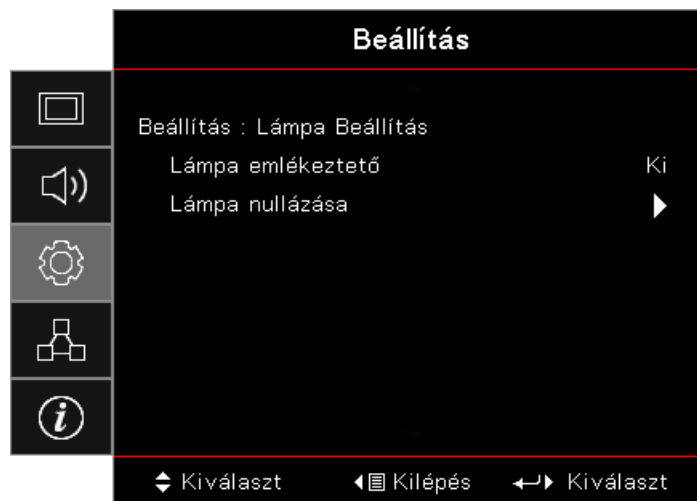 Beállítás
Beállítás : Lámpa Beállítás
Lámpa emlékeztető Ki
Lámpa nullázása
Kiválaszt Kilépés Kiválaszt